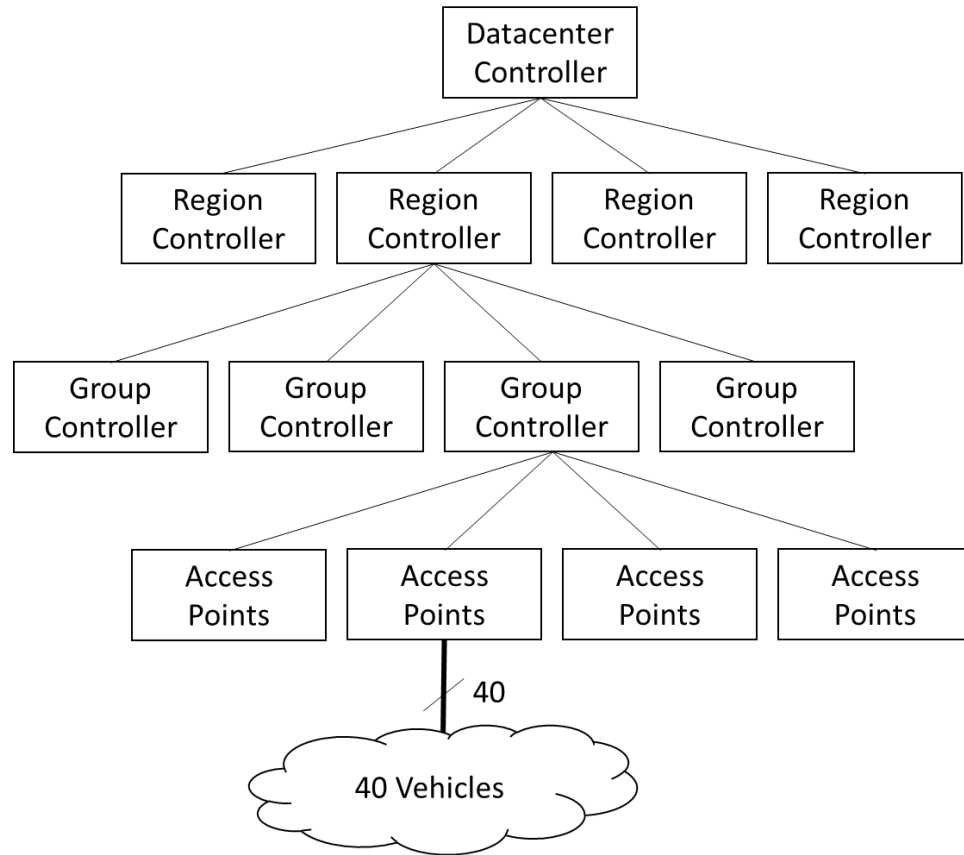 Datacenter
Controller
Region
Controller
Region
Controller
Region
Controller
Region
Controller
Group
Controller
Group
Controller
Group
Controller
Group
Controller
Access
Points
Access
Points
Access
Points
Access
Points
40
40 Vehicles